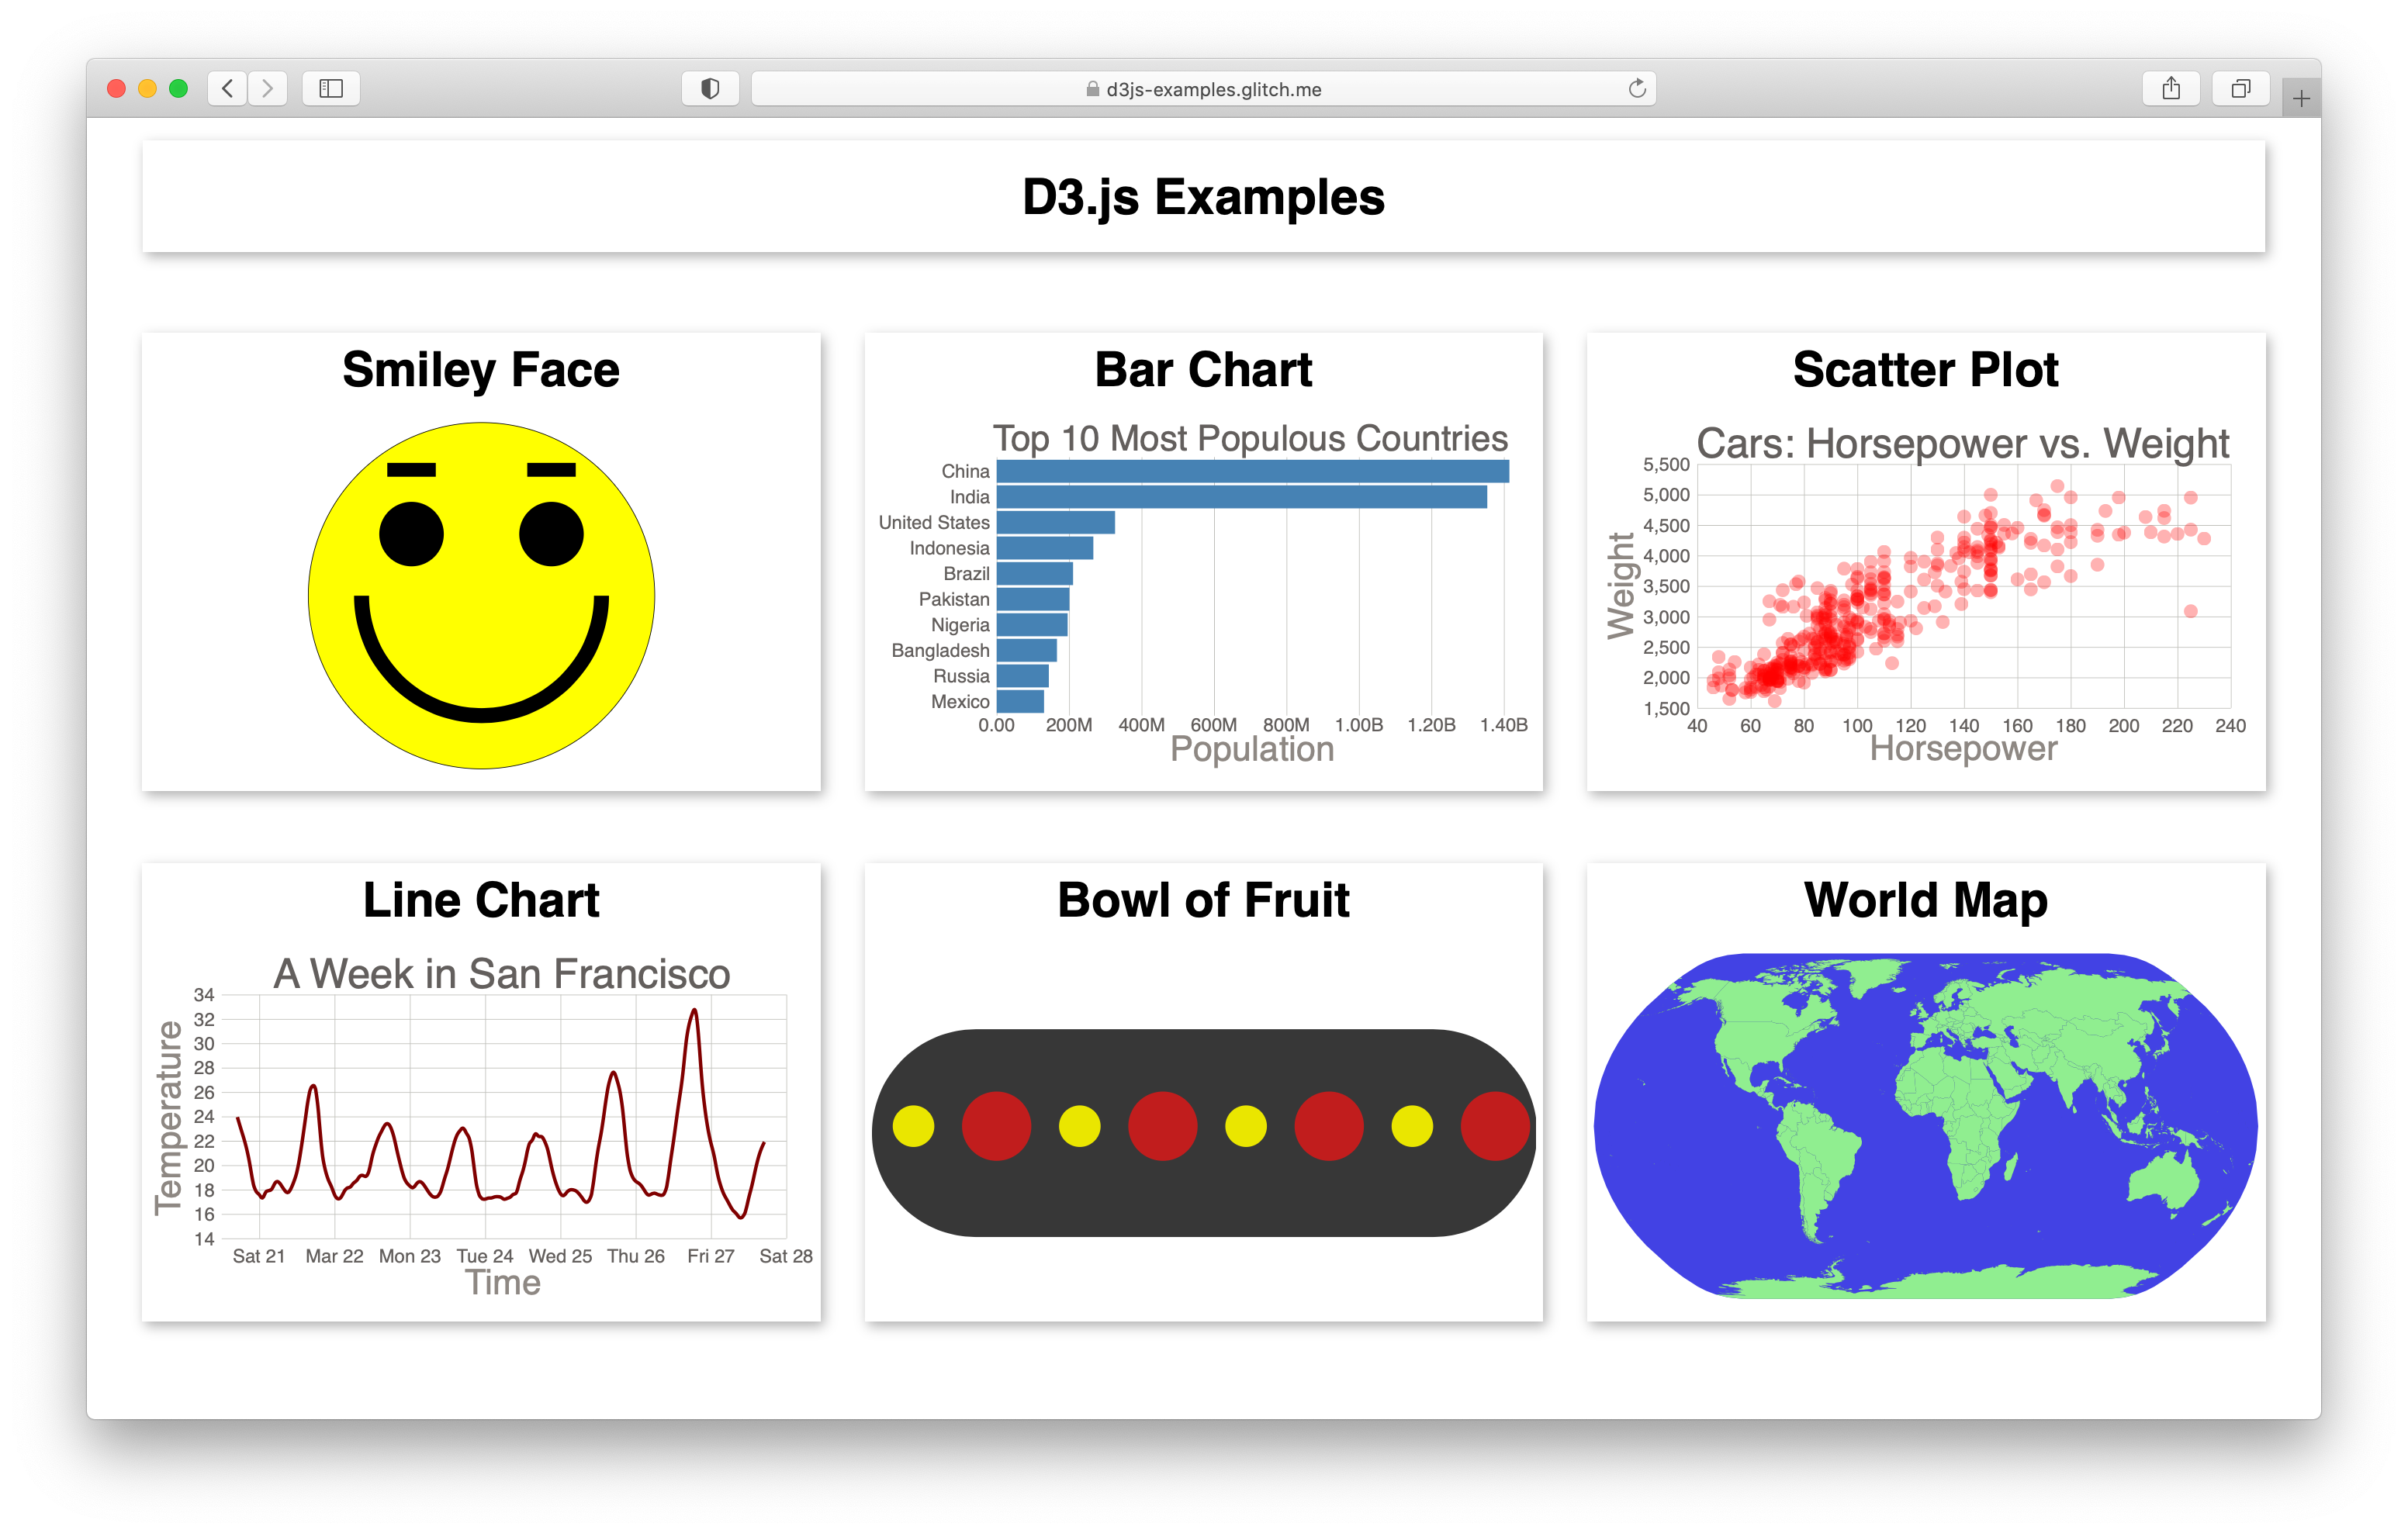 d3js-examples.glitch.me
D3.js Examples
Smiley Face
Bar Chart
Top 10 Most Populous Countries
China
India
United States
Indonesia
Brazil
Pakistan
Nigeria
Bangladesh
Russia
Mexico
0.00 200M 400M 600M 800M 1.00B 1.20B 1.40B
Population
Scatter Plot
Cars: Horsepower vs. Weight
Weight
5,500
5,000
4,500
4,000
3,500
3,000
2,500
2,000
1,500
40 60 80 100 120 140 160 180 200 220 240
Horsepower
Line Chart
A Week in San Francisco
Temperature
34
32
30
28
26
24
22
20
18
16
14
Sat 21 Mar 22 Mon 23 Tue 24 Wed 25 Thu 26 Fri 27 Sat 28
Time
Bowl of Fruit
World Map